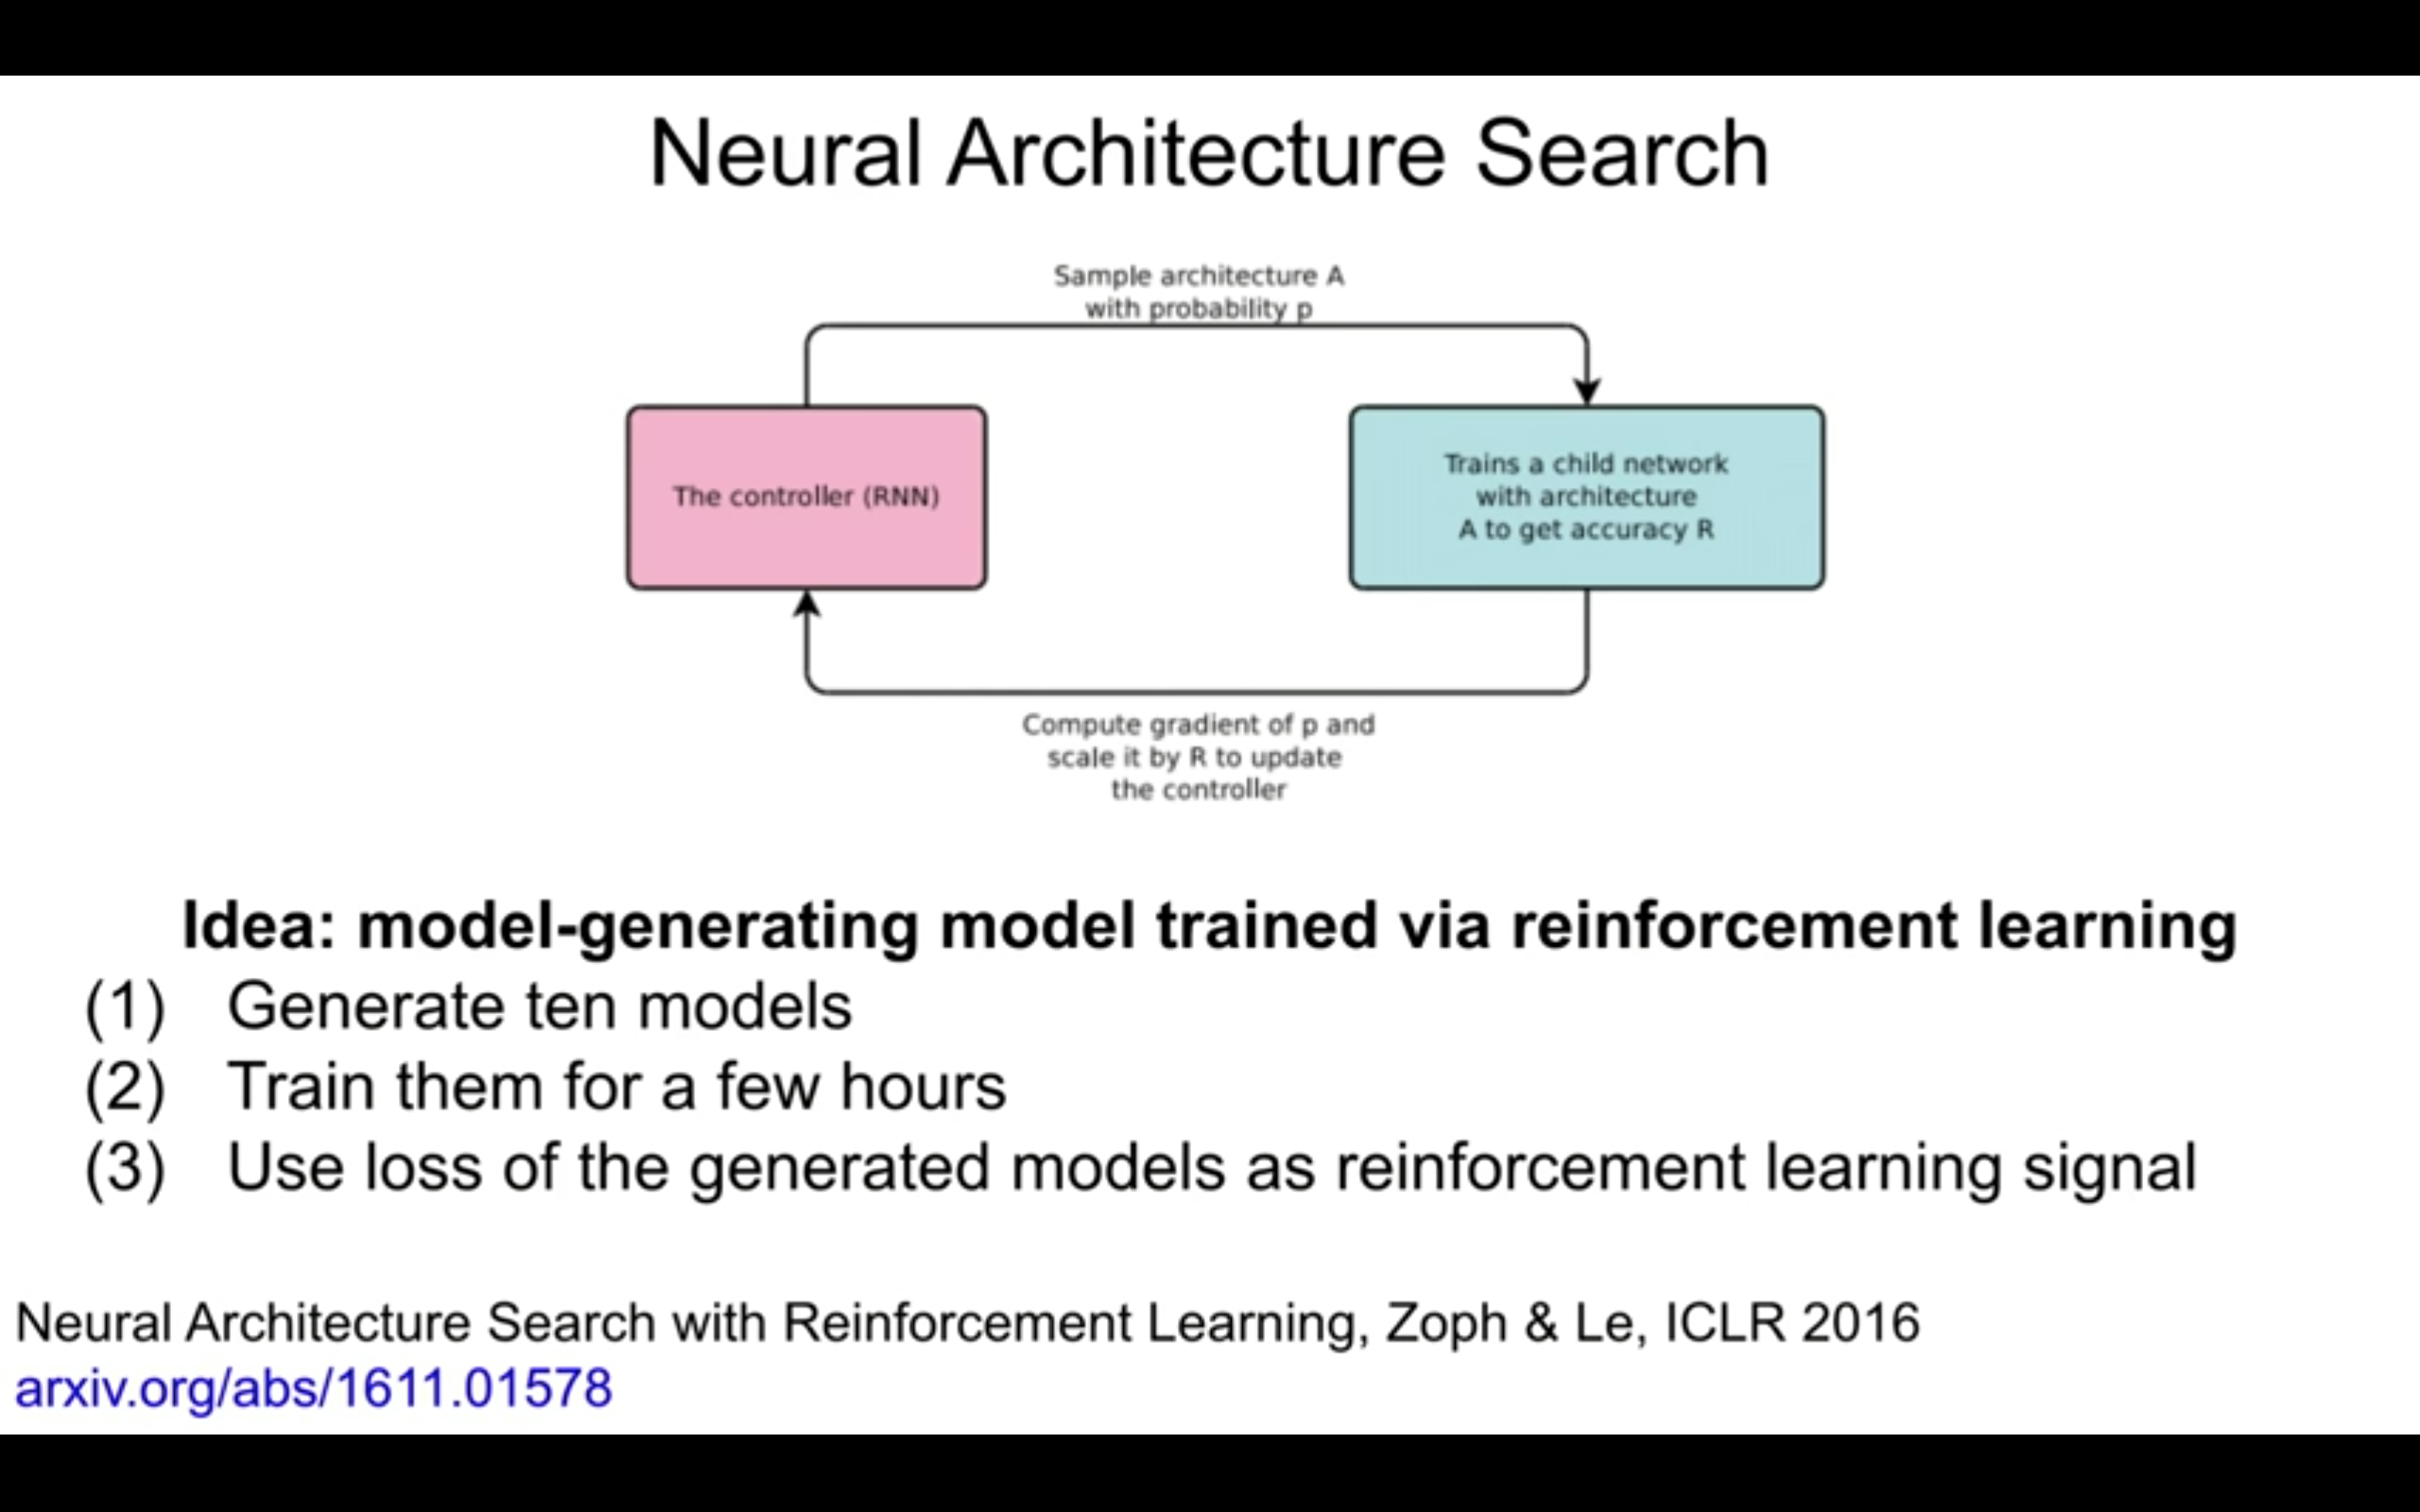 Neural Architecture Search
Sample architecture A
with probability p
The controller (RNN)
Trains a child network
with architecture
A to get accuracy R
Compute gradient of p and
scale it by R to update
the controller
Idea: model-generating model trained via reinforcement learning
(1) Generate ten models
(2) Train them for a few hours
(3) Use loss of the generated models as reinforcement learning signal
Neural Architecture Search with Reinforcement Learning, Zoph & Le, ICLR 2016
arxiv.org/abs/1611.01578